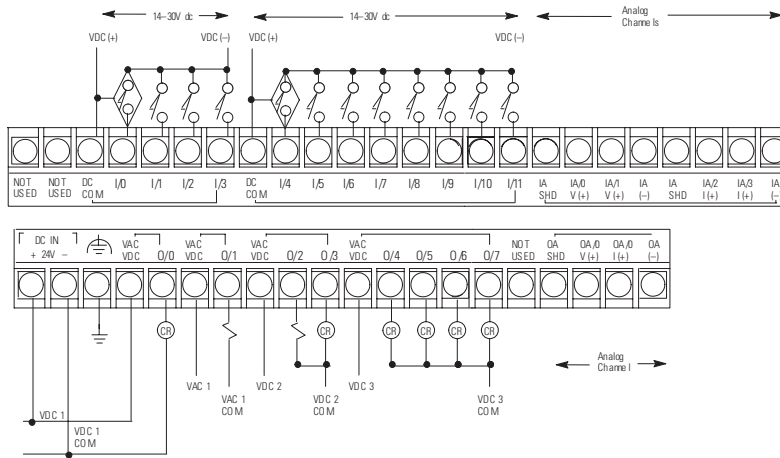 14–30V dc
14–30V dc
Analog
Channels
VDC (+)
VDC (–)
VDC (+)
VDC (–)
NOT
USED
NOT
USED
DC
COM
I/0
I/1
I/2
I/3
DC
COM
I/4
I/5
I/6
I/7
I/8
I/9
I/10
I/11
IA
SHD
IA/0
V (+)
IA/1
V (+)
IA
(–)
IA
SHD
IA/2
I (+)
IA/3
I (+)
IA
(–
DC IN
+ 24V –
VAC
VDC
O/0
VAC
VDC
O/1
VAC
VDC
O/2
O/3
VAC
VDC
O/4
O/5
O/6
O/7
NOT
USED
OA
SHD
OA/0
V (+)
OA/0
I (+)
OA
(–)
CR
CR
CR
CR
CR
CR
Analog
Channel
VAC 1
VAC 1
COM
VDC 2
VDC 2
COM
VDC 3
VDC 3
COM
VDC 1
VDC 1
COM